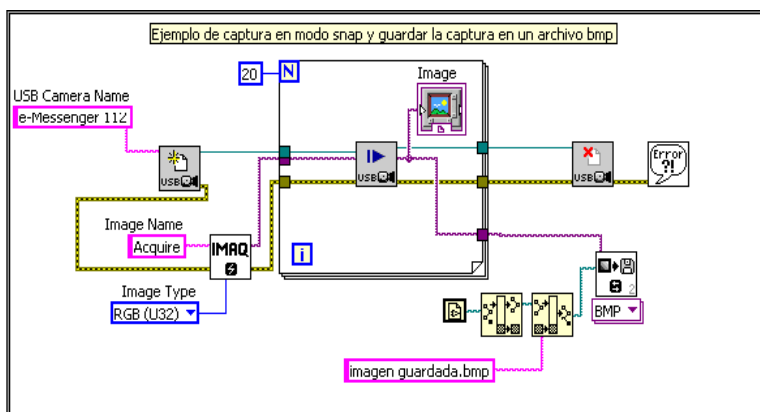 Ejemplo de captura en modo snap y guardar la captura en un archivo bmp
20
N
Image
USB Camera Name
e-Messenger 112
USB
USB
USB
Error
?!
Image Name
Acquire
IMAQ
i
Image Type
RGB (U32)
2
BMP
imagen guardada.bmp